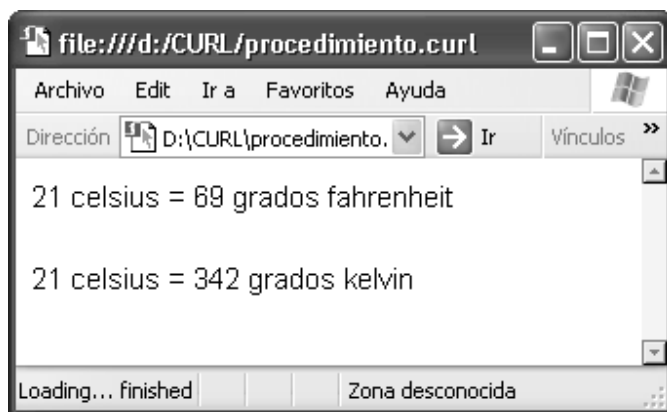 file:///d:/CURL/procedimiento.curl
Archivo Edit Ir a Favoritos Ayuda
Dirección D:\CURL\procedimiento. Ir Vínculos »
21 celsius = 69 grados fahrenheit
21 celsius = 342 grados kelvin
Loading... finished Zona desconocida